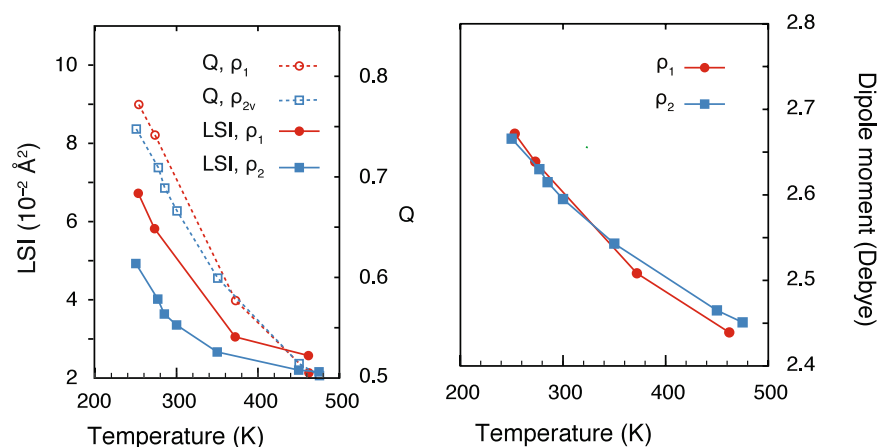 10
8
6
4
2
LSI (10⁻² Å²)
Q, ρ₁
Q, ρ₂ᵥ
LSI, ρ₁
LSI, ρ₂
0.8
0.7
0.6
0.5
Q
200 300 400 500
Temperature (K)
ρ₁
ρ₂
2.8
2.7
2.6
2.5
2.4
Dipole moment (Debye)
200 300 400 500
Temperature (K)